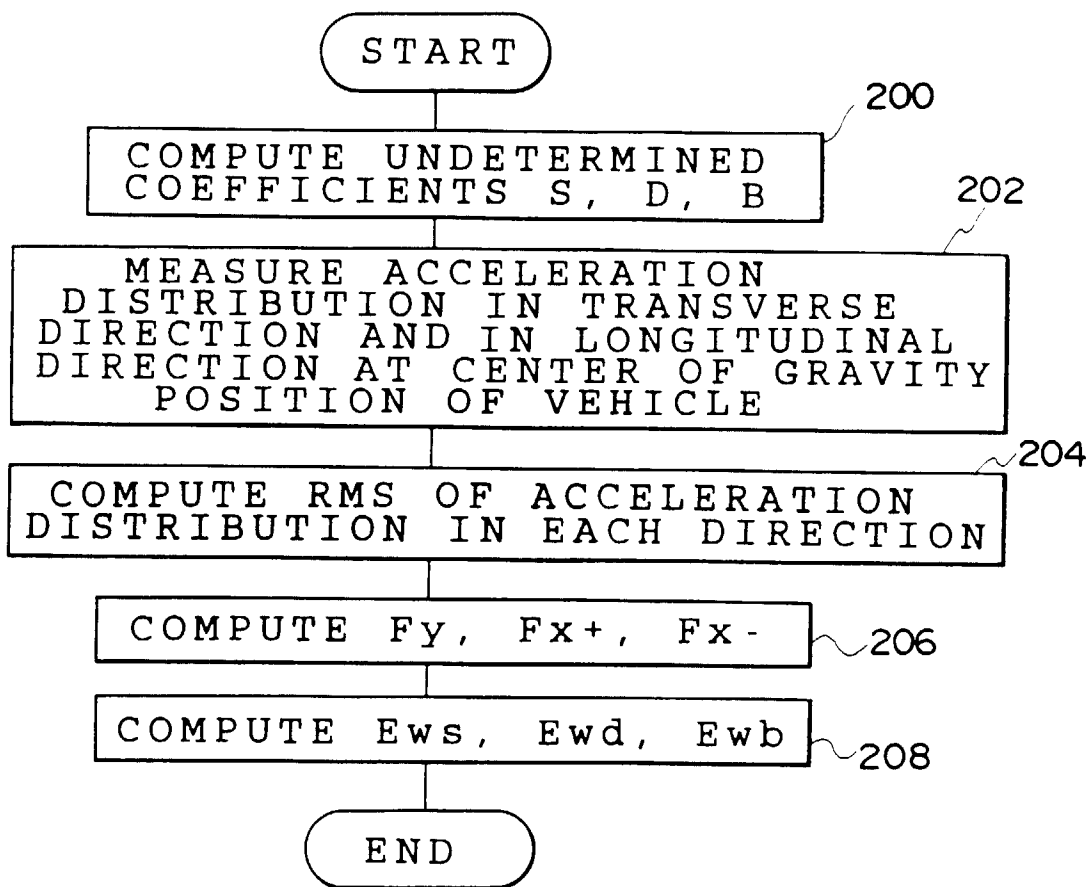 START
200
COMPUTE UNDETERMINED
COEFFICIENTS S, D, B
202
MEASURE ACCELERATION
DISTRIBUTION IN TRANSVERSE
DIRECTION AND IN LONGITUDINAL
DIRECTION AT CENTER OF GRAVITY
POSITION OF VEHICLE
204
COMPUTE RMS OF ACCELERATION
DISTRIBUTION IN EACH DIRECTION
COMPUTE Fy, Fx+, Fx-
206
COMPUTE Ews, Ewd, Ewb
208
END